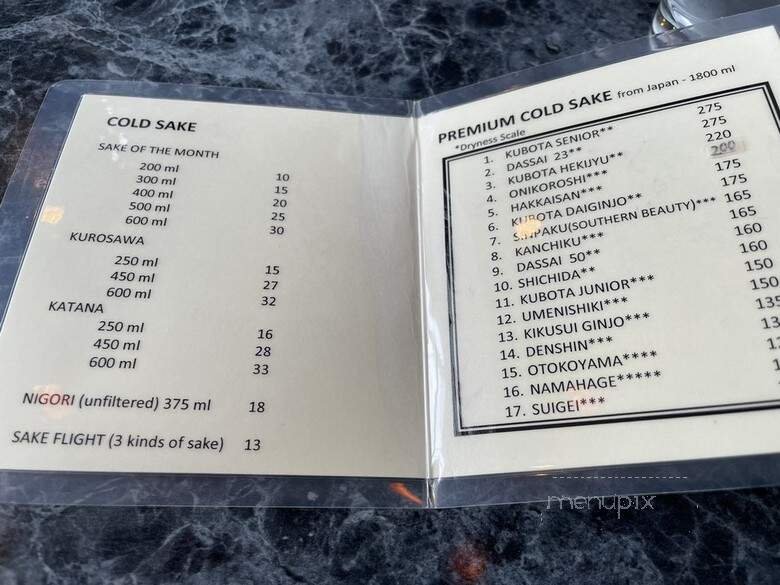 COLD SAKE
SAKE OF THE MONTH
200 ml 10
300 ml 15
400 ml 20
500 ml 25
600 ml 30
KUROSAWA
250 ml 15
450 ml 27
600 ml 32
KATANA
250 ml 16
450 ml 28
600 ml 33
NIGORI (unfiltered) 375 ml 18
SAKE FLIGHT (3 kinds of sake) 13
PREMIUM COLD SAKE from Japan - 1800 ml
*Dryness Scale
1. KUBOTA SENIOR** 275
2. DASSAI 23** 275
3. KUBOTA HEKIJYU** 220
4. ONIKOROSHI*** 200
5. HAKKAISAN*** 175
6. KUBOTA DAIGINJO** 175
7. SINPAKU(SOUTHERN BEAUTY)*** 165
8. KANCHIKU*** 165
9. DASSAI 50** 160
10. SHICHIDA** 160
11. KUBOTA JUNIOR*** 150
12. UMENISHIKI*** 150
13. KIKUSUI GINJO*** 135
14. DENSHIN***
15. OTOKOYAMA****
16. NAMAHAGE*****
17. SUIGEI***
menupix